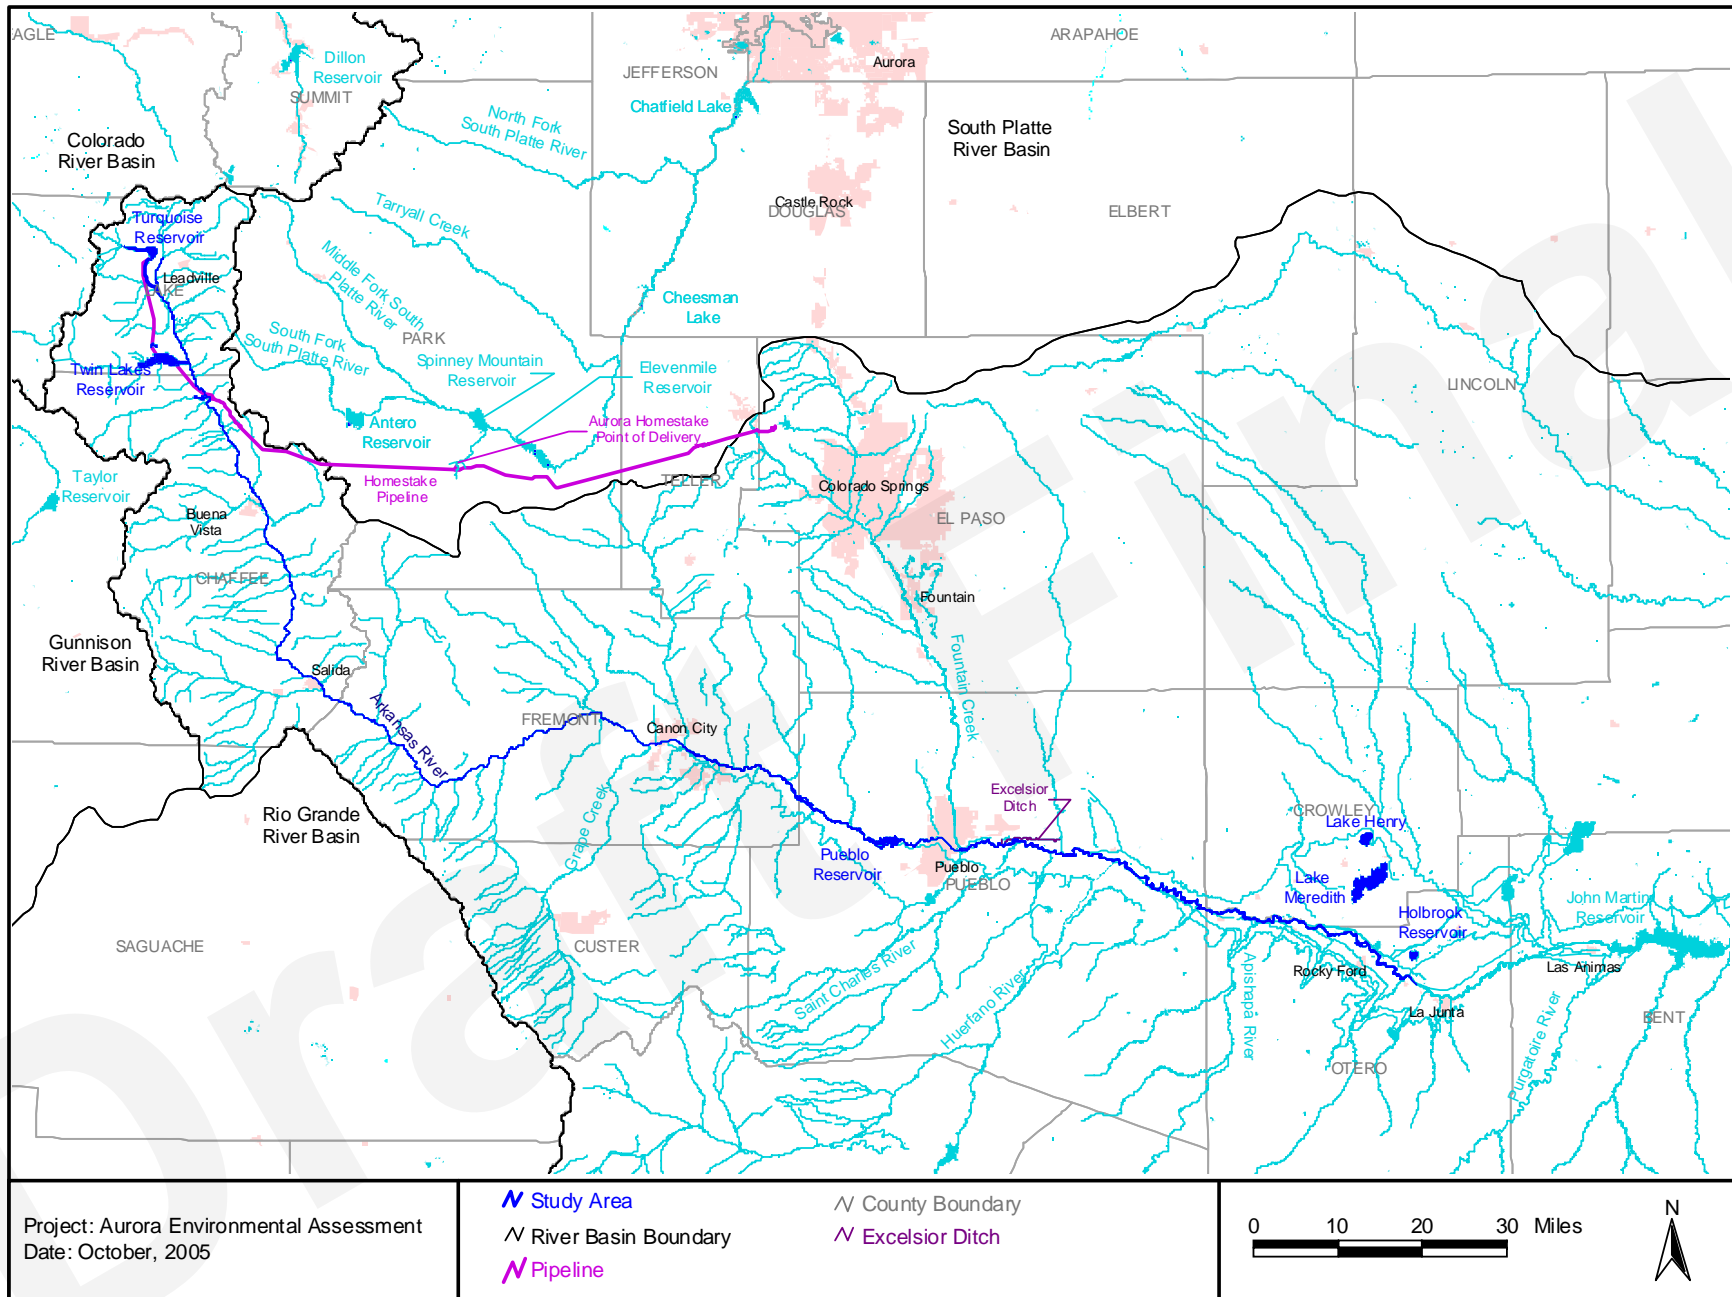 EAGLE
Dillon
Reservoir
SUMMIT
JEFFERSON
Aurora
ARAPAHOE
Chatfield Lake
North Fork
South Platte River
Colorado
River Basin
South Platte
River Basin
Castle Rock
DOUGLAS
ELBERT
Turquoise
Reservoir
Tarryall Creek
Middle Fork South
Platte River
Leadville
LAKE
Cheesman
Lake
South Fork
South Platte River
PARK
Spinney Mountain
Reservoir
Elevenmile
Reservoir
Twin Lakes
Reservoir
LINCOLN
Antero
Reservoir
Aurora Homestake
Point of Delivery
Homestake
Pipeline
TELLER
Taylor
Reservoir
Colorado Springs
Buena
Vista
EL PASO
CHAFFEE
Fountain
Gunnison
River Basin
Salida
Fountain Creek
Arkansas River
FREMONT
Canon City
Excelsior
Ditch
Rio Grande
River Basin
Grape Creek
CROWLEY
Lake Henry
Pueblo
Reservoir
Pueblo
PUEBLO
Lake
Meredith
Holbrook
Reservoir
John Martin
Reservoir
SAGUACHE
CUSTER
Saint Charles River
Huerfano River
Apishapa River
Rocky Ford
Las Animas
La Junta
Purgatoire River
BENT
OTERO
Draft Final
Project: Aurora Environmental Assessment
Date: October, 2005
Study Area
River Basin Boundary
Pipeline
County Boundary
Excelsior Ditch
0 10 20 30 Miles
N